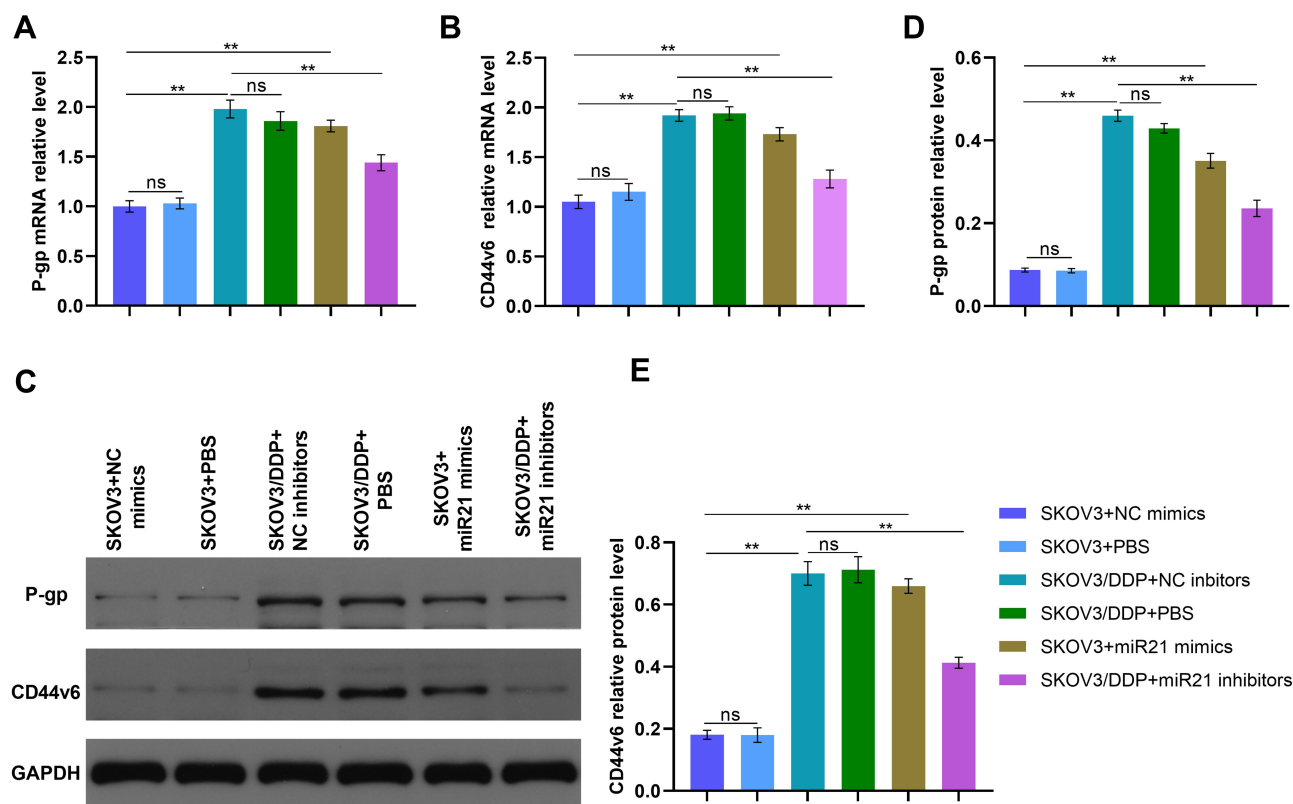 A
P-gp mRNA relative level
2.5
2.0
1.5
1.0
0.5
0.0
**
**
**
ns
ns
B
CD44v6 relative mRNA level
2.5
2.0
1.5
1.0
0.5
0.0
**
**
**
ns
ns
D
P-gp protein relative level
0.6
0.4
0.2
0.0
**
**
**
ns
ns
C
SKOV3+NC
mimics
SKOV3+PBS
SKOV3/DDP+
NC inhibitors
SKOV3/DDP+
PBS
SKOV3+
miR21 mimics
SKOV3/DDP+
miR21 inhibitors
P-gp
CD44v6
GAPDH
E
CD44v6 relative protein level
0.8
0.6
0.4
0.2
0.0
**
**
**
ns
ns
SKOV3+NC mimics
SKOV3+PBS
SKOV3/DDP+NC inbitors
SKOV3/DDP+PBS
SKOV3+miR21 mimics
SKOV3/DDP+miR21 inhibitors